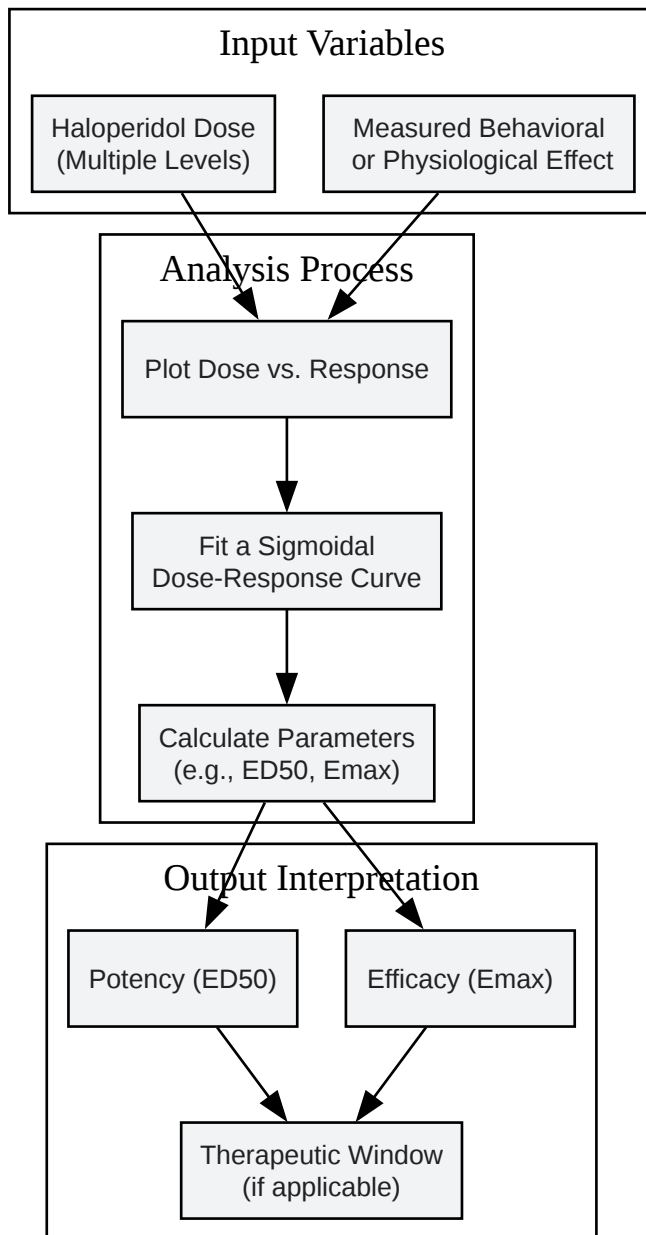 Input Variables
Haloperidol Dose
(Multiple Levels)
Measured Behavioral
or Physiological Effect
Analysis Process
Plot Dose vs. Response
Fit a Sigmoidal
Dose-Response Curve
Calculate Parameters
(e.g., ED50, Emax)
Output Interpretation
Potency (ED50)
Efficacy (Emax)
Therapeutic Window
(if applicable)